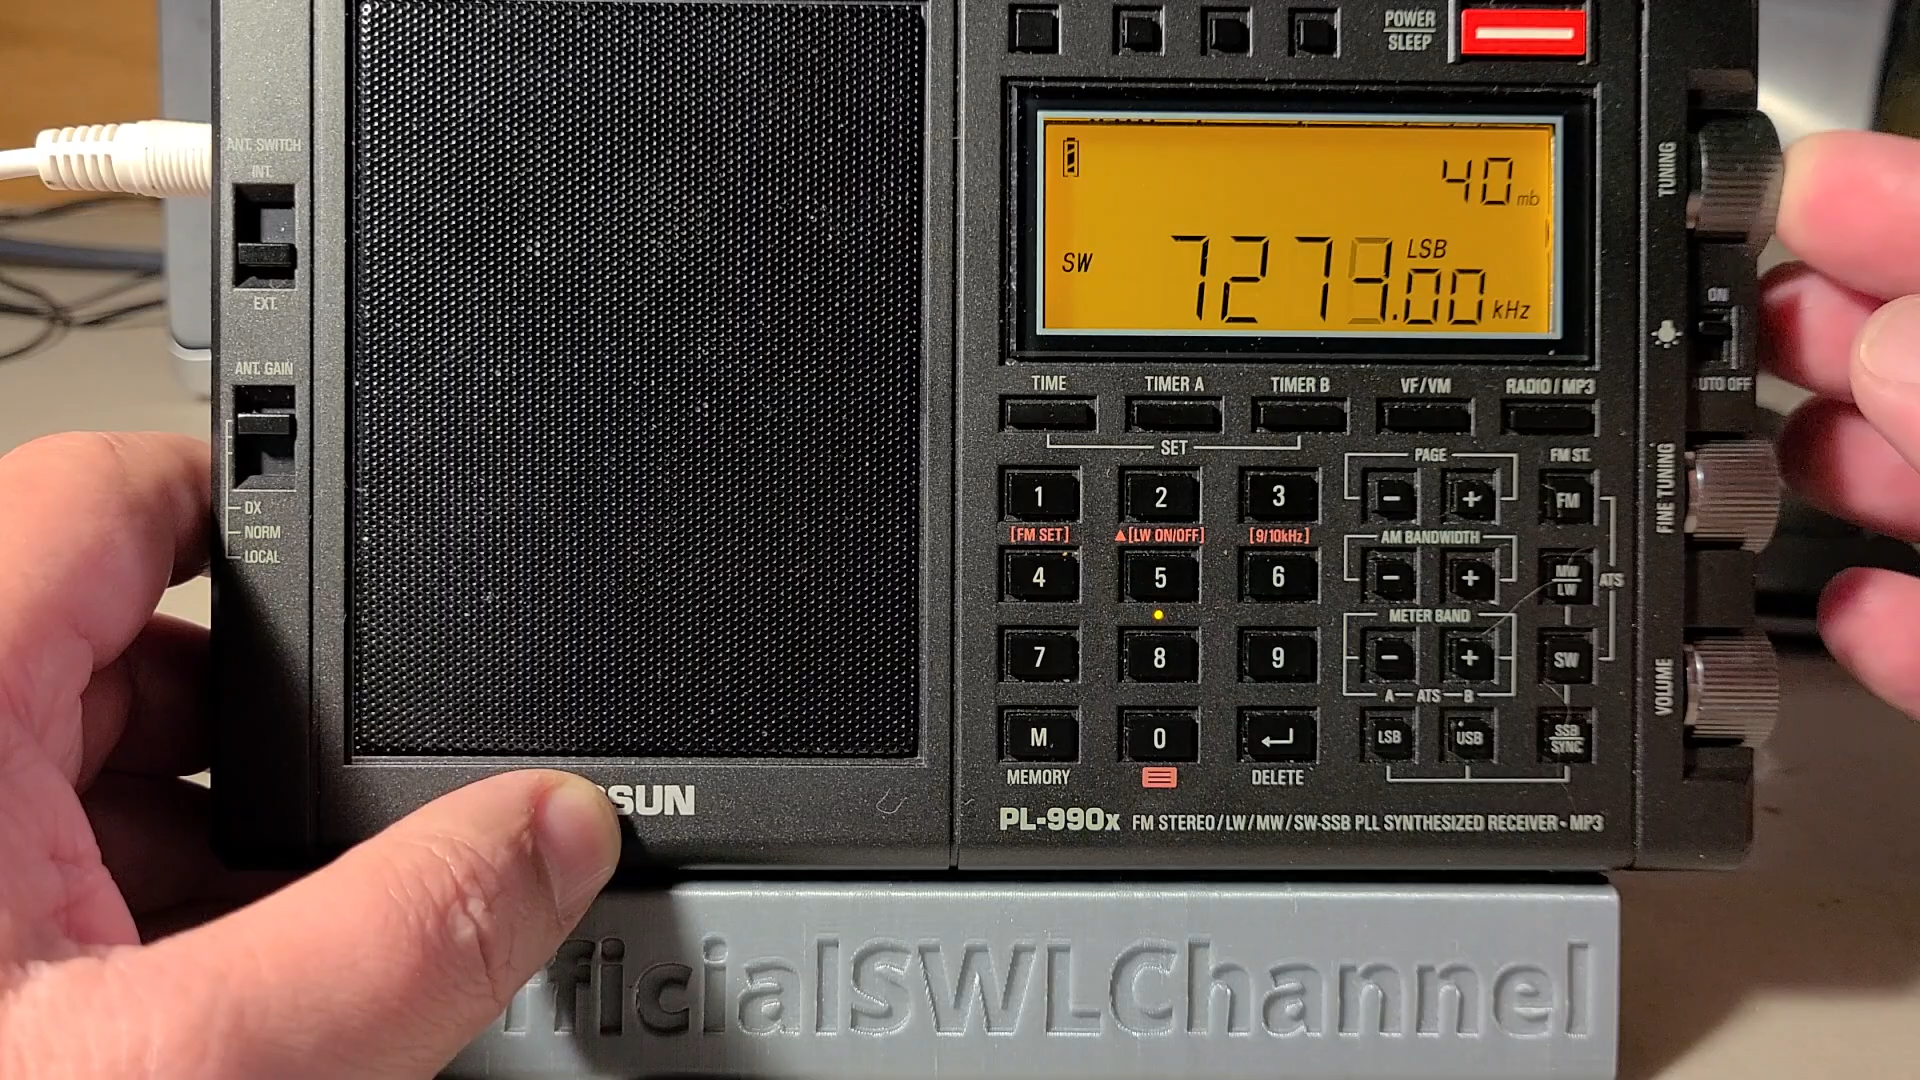 POWER
SLEEP
ANT. SWITCH
INT.
EXT.
ANT. GAIN
DX
NORM
LOCAL
40 mb
SW
LSB
kHz
TUNING
ON
AUTO OFF
FINE TUNING
VOLUME
TIME TIMER A TIMER B VF/VM RADIO/MP3
SET
PAGE
FM ST.
1 2 3 - + FM
[FM SET] ▲[LW ON/OFF] [9/10kHz] AM BANDWIDTH
4 5 6 - + MW
LW
ATS
METER BAND
7 8 9 - + SW
A ATS B
M 0 LSB USB SSB
SYNC
MEMORY DELETE
SUN
PL-990x FM STEREO/LW/MW/SW-SSB PLL SYNTHESIZED RECEIVER•MP3
fficialSWLChannel